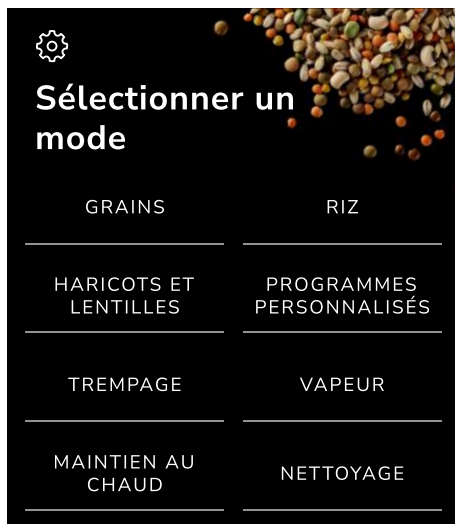 Sélectionner un
mode
GRAINS
RIZ
HARICOTS ET
LENTILLES
PROGRAMMES
PERSONNALISÉS
TREMPAGE
VAPEUR
MAINTIEN AU
CHAUD
NETTOYAGE